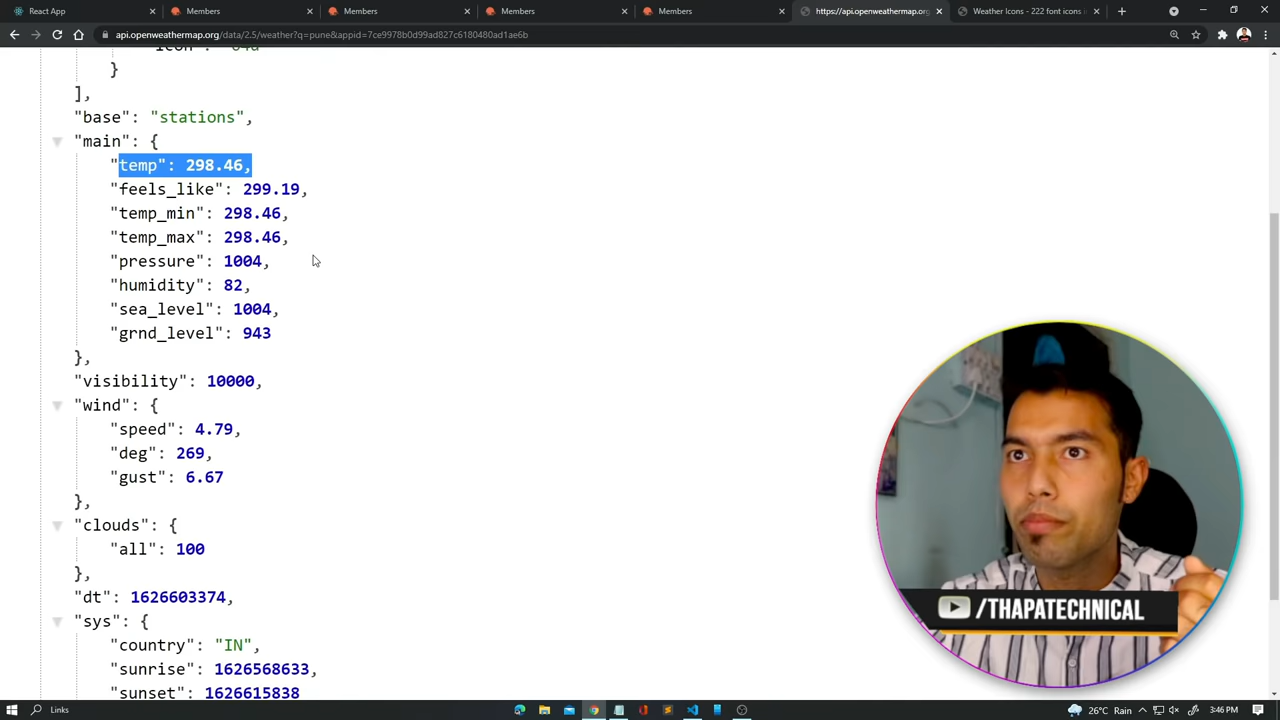 React App
Members
Members
Members
Members
https://api.openweathermap.org
Weather Icons - 222 font icons
api.openweathermap.org/data/2.5/weather?q=pune&appid=7ce9978b0d99ad827c6180480ad1ae6b
}
],
"base": "stations",
"main": {
"temp": 298.46,
"feels_like": 299.19,
"temp_min": 298.46,
"temp_max": 298.46,
"pressure": 1004,
"humidity": 82,
"sea_level": 1004,
"grnd_level": 943
},
"visibility": 10000,
"wind": {
"speed": 4.79,
"deg": 269,
"gust": 6.67
},
"clouds": {
"all": 100
},
"dt": 1626603374,
"sys": {
"country": "IN",
"sunrise": 1626568633,
"sunset": 1626615838
/THAPATECHNICAL
Links
26°C Rain
3:46 PM